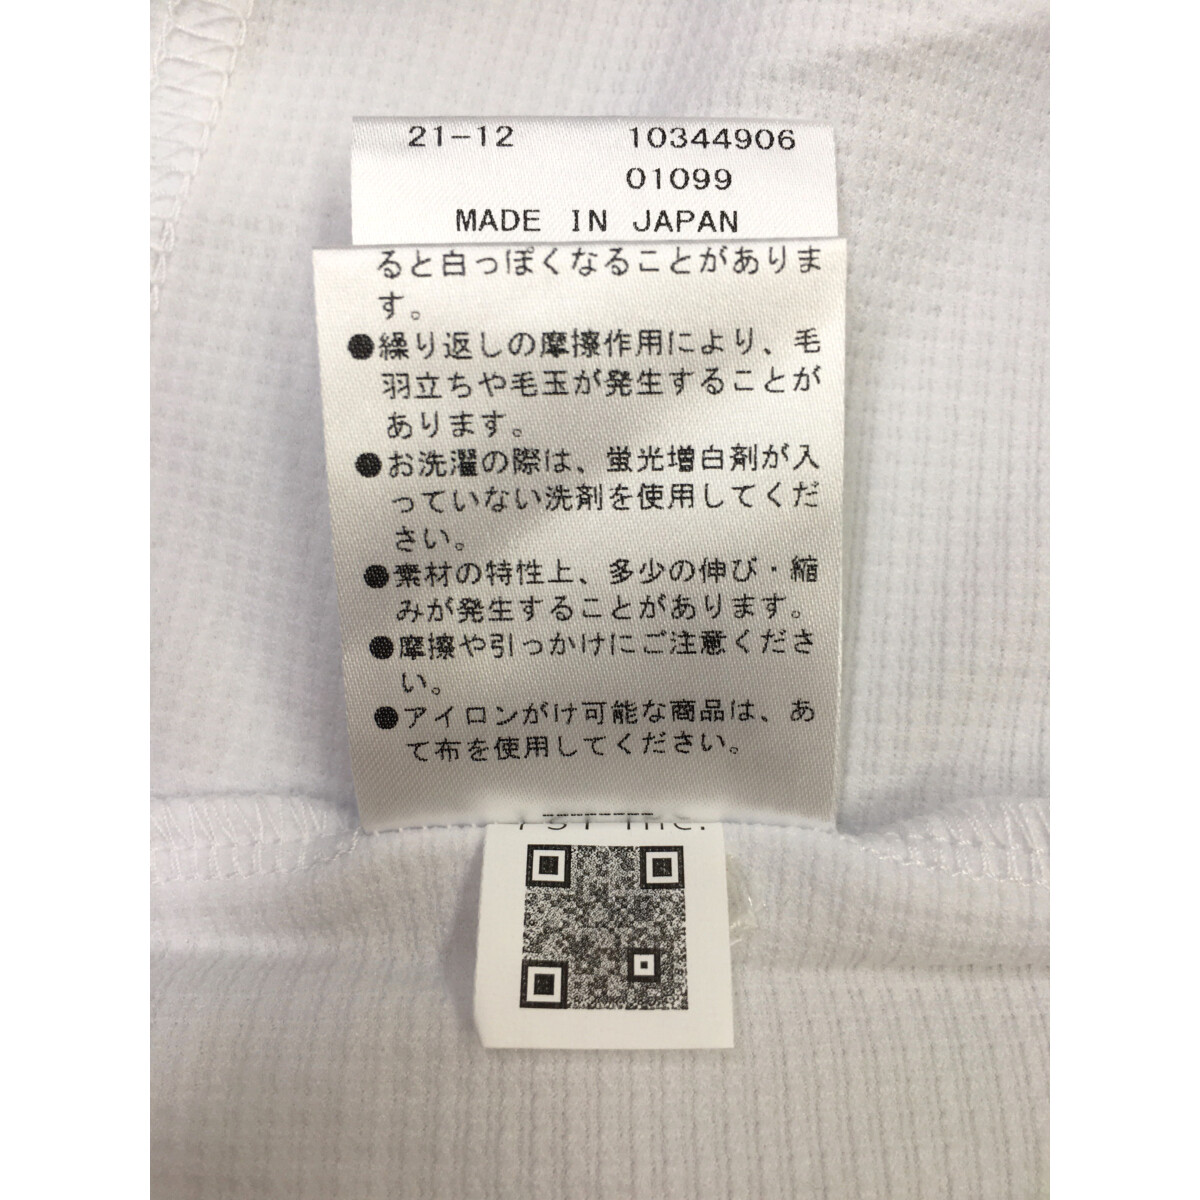 21-12 10344906
01099
MADE IN JAPAN
ると白っぽくなることがありま
す。
●繰り返しの摩擦作用により、毛
羽立ちや毛玉が発生することが
あります。
●お洗濯の際は、蛍光増白剤が入
っていない洗剤を使用してくだ
さい。
●素材の特性上、多少の伸び・縮
みが発生することがあります。
●摩擦や引っかけにご注意くださ
い。
●アイロンがけ可能な商品は、あ
て布を使用してください。
Inc.